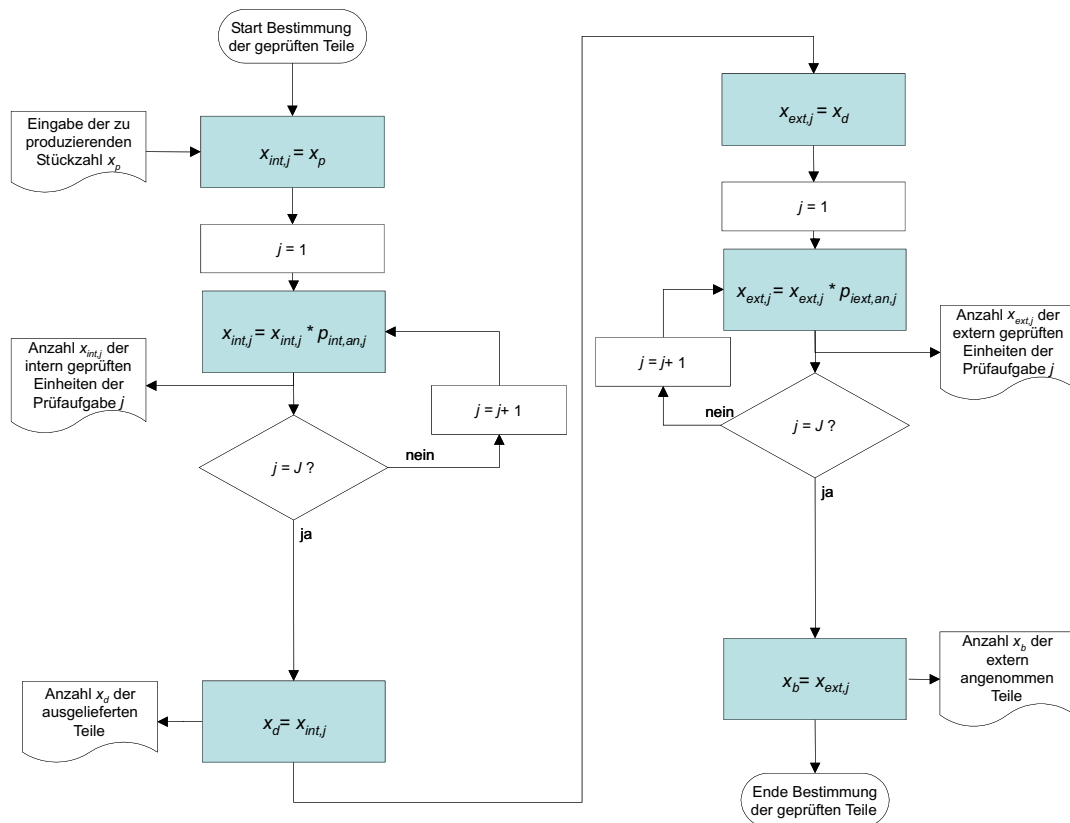 Start Bestimmung
der geprüften Teile
Eingabe der zu
produzierenden
Stückzahl x_p
x_int,j = x_p
j = 1
x_int,j = x_int,j * p_int,an,j
Anzahl x_int,j der
intern geprüften
Einheiten der
Prüfaufgabe j
j = j+ 1
nein
j = J ?
ja
Anzahl x_d der
ausgelieferten
Teile
x_d= x_int,j
x_ext,j = x_d
j = 1
x_ext,j = x_ext,j * p_iext,an,j
Anzahl x_ext,j der
extern geprüften
Einheiten der
Prüfaufgabe j
j = j+ 1
nein
j = J ?
ja
x_b= x_ext,j
Anzahl x_b der
extern
angenommen
Teile
Ende Bestimmung
der geprüften Teile